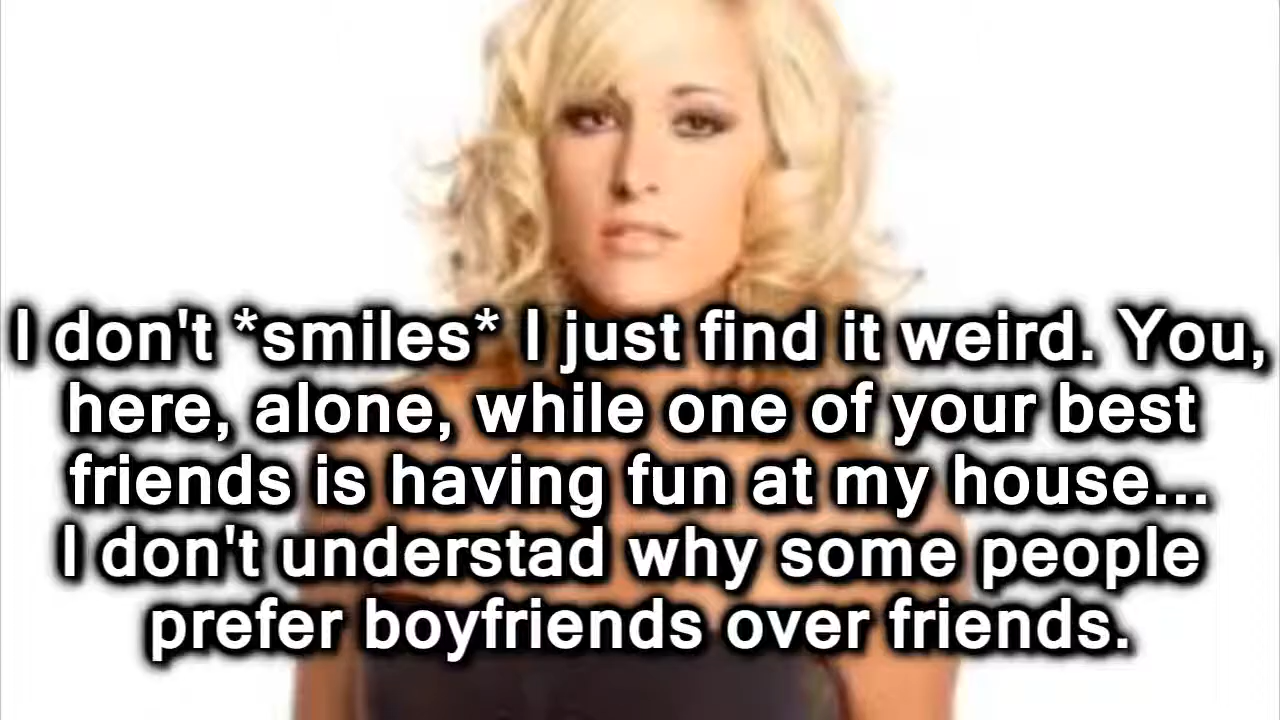 I don't *smiles* I just find it weird. You,
here, alone, while one of your best
friends is having fun at my house...
I don't understad why some people
prefer boyfriends over friends.